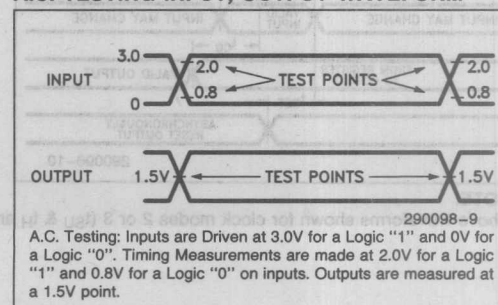 A.C. TESTING INPUT, OUTPUT WAVEFORM
INPUT
3.0
0
2.0
0.8
TEST POINTS
2.0
0.8
OUTPUT
1.5V
TEST POINTS
1.5V
290098–9
A.C. Testing: Inputs are Driven at 3.0V for a Logic "1" and 0V for
a Logic "0". Timing Measurements are made at 2.0V for a Logic
"1" and 0.8V for a Logic "0" on inputs. Outputs are measured at
a 1.5V point.